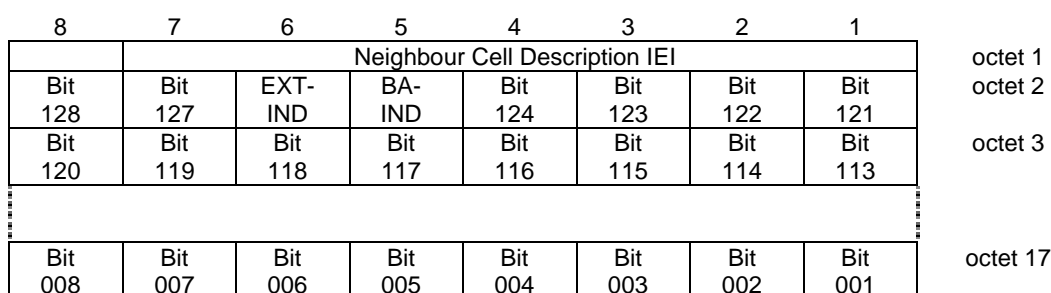 8 7 6 5 4 3 2 1
Neighbour Cell Description IEI octet 1
Bit Bit EXT- BA- Bit Bit Bit Bit octet 2
128 127 IND IND 124 123 122 121
Bit Bit Bit Bit Bit Bit Bit Bit octet 3
120 119 118 117 116 115 114 113
Bit Bit Bit Bit Bit Bit Bit Bit octet 17
008 007 006 005 004 003 002 001